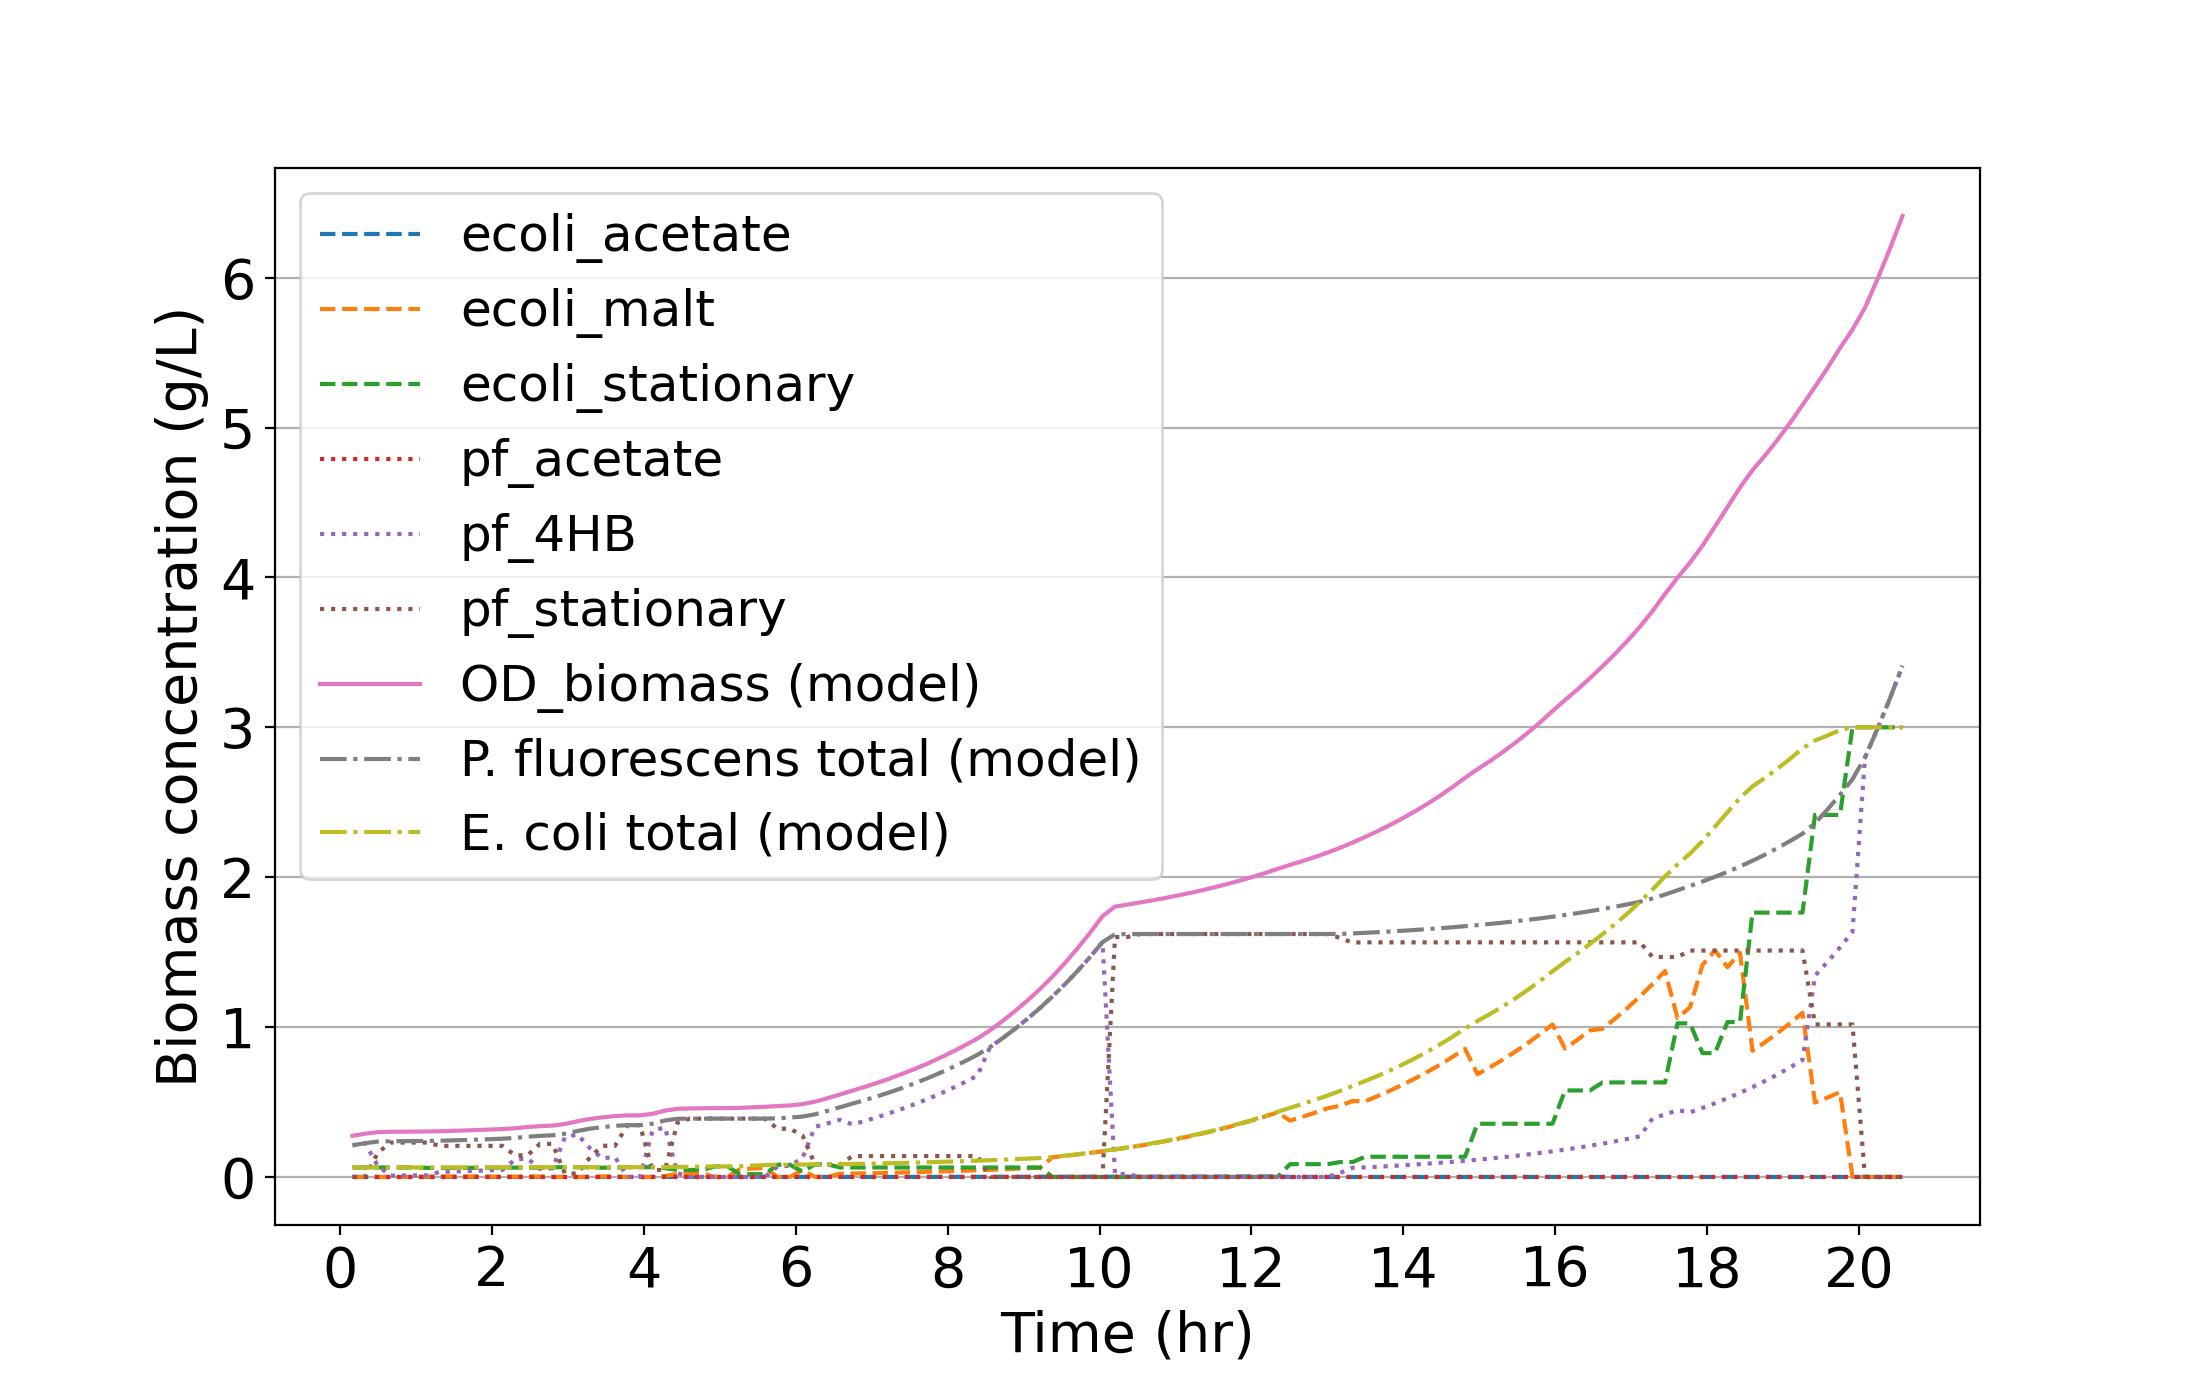 ecoli_acetate
ecoli_malt
ecoli_stationary
pf_acetate
pf_4HB
pf_stationary
OD_biomass (model)
P. fluorescens total (model)
E. coli total (model)
Biomass concentration (g/L)
6
5
4
3
2
1
0
0 2 4 6 8 10 12 14 16 18 20
Time (hr)